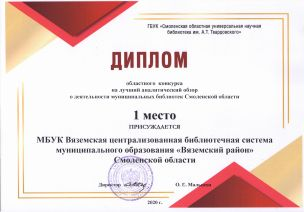 ГБУК «Смоленская областная универсальная научная
библиотека им. А.Т. Твардовского»
ДИПЛОМ
областного конкурса
на лучший аналитический обзор
о деятельности муниципальных библиотек Смоленской области
1 место
ПРИСУЖДАЕТСЯ
МБУК Вяземская централизованная библиотечная система
муниципального образования «Вяземский район»
Смоленской области
Директор О. Е. Мальцева
2020 г.